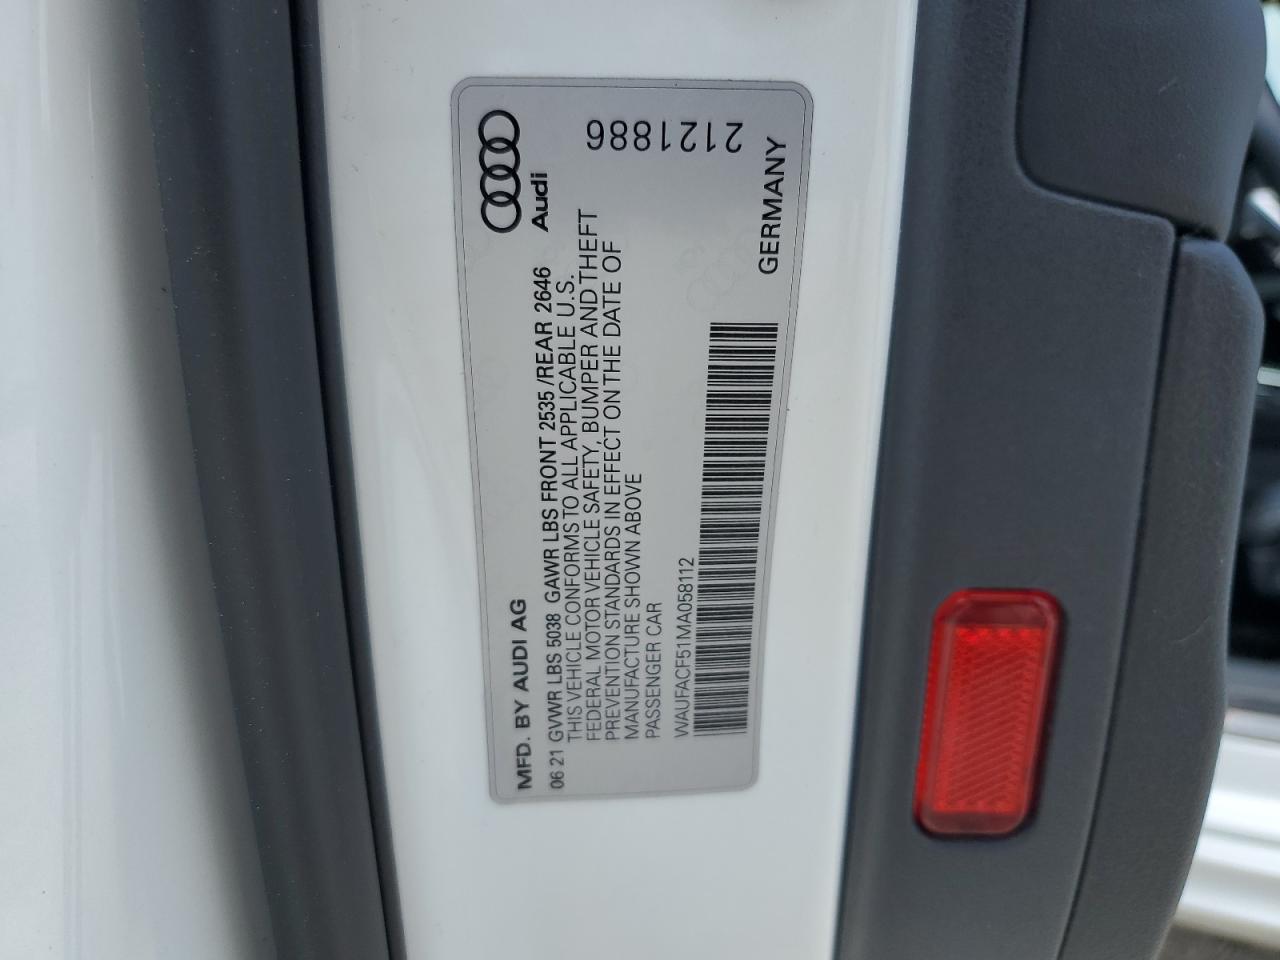 MFD. BY AUDI AG
06 21 GVWR LBS 5038 GAWR LBS FRONT 2535/REAR 2646
THIS VEHICLE CONFORMS TO ALL APPLICABLE U.S.
FEDERAL MOTOR VEHICLE SAFETY, BUMPER AND THEFT
PREVENTION STANDARDS IN EFFECT ON THE DATE OF
MANUFACTURE SHOWN ABOVE
PASSENGER CAR
WAUFACF51MA058112
Audi
2121886
GERMANY